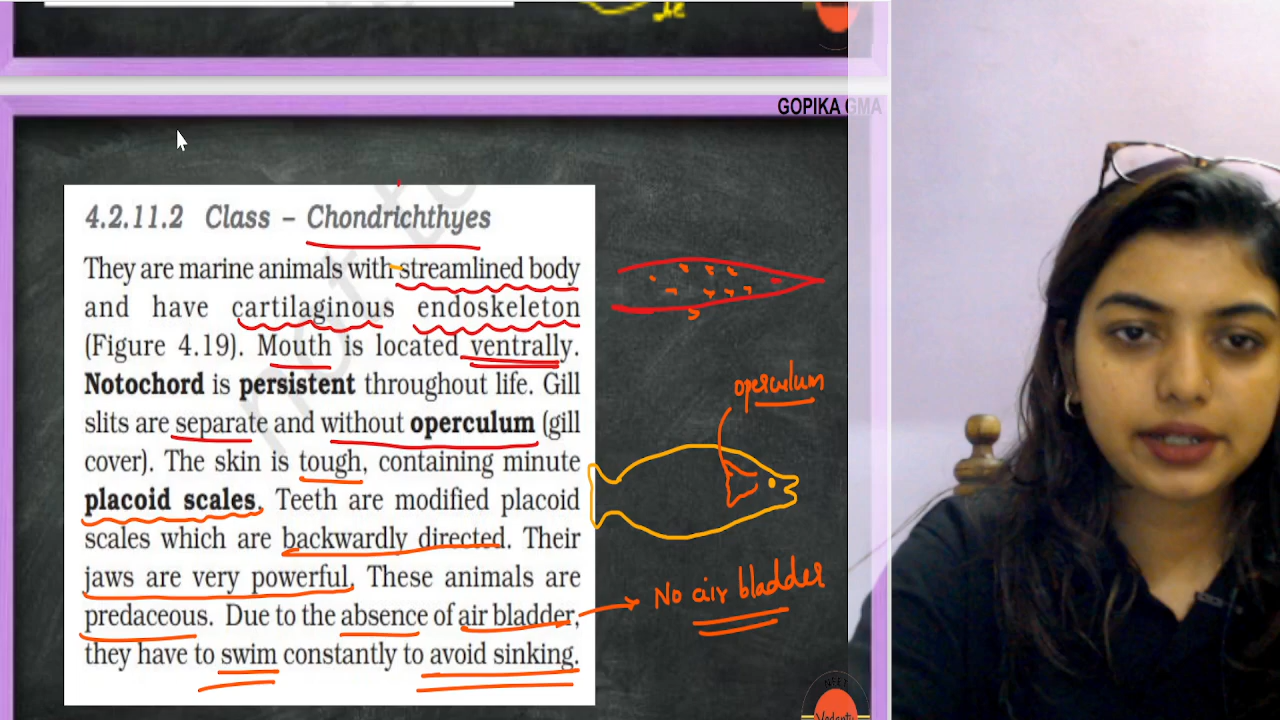 de
GOPIKA GMA
4.2.11.2 Class – Chondrichthyes
They are marine animals with streamlined body
and have cartilaginous endoskeleton
(Figure 4.19). Mouth is located ventrally.
Notochord is persistent throughout life. Gill
slits are separate and without operculum (gill
cover). The skin is tough, containing minute
placoid scales. Teeth are modified placoid
scales which are backwardly directed. Their
jaws are very powerful. These animals are
predaceous. Due to the absence of air bladder,
they have to swim constantly to avoid sinking.
operculum
No air bladder
NEET
Vedantu